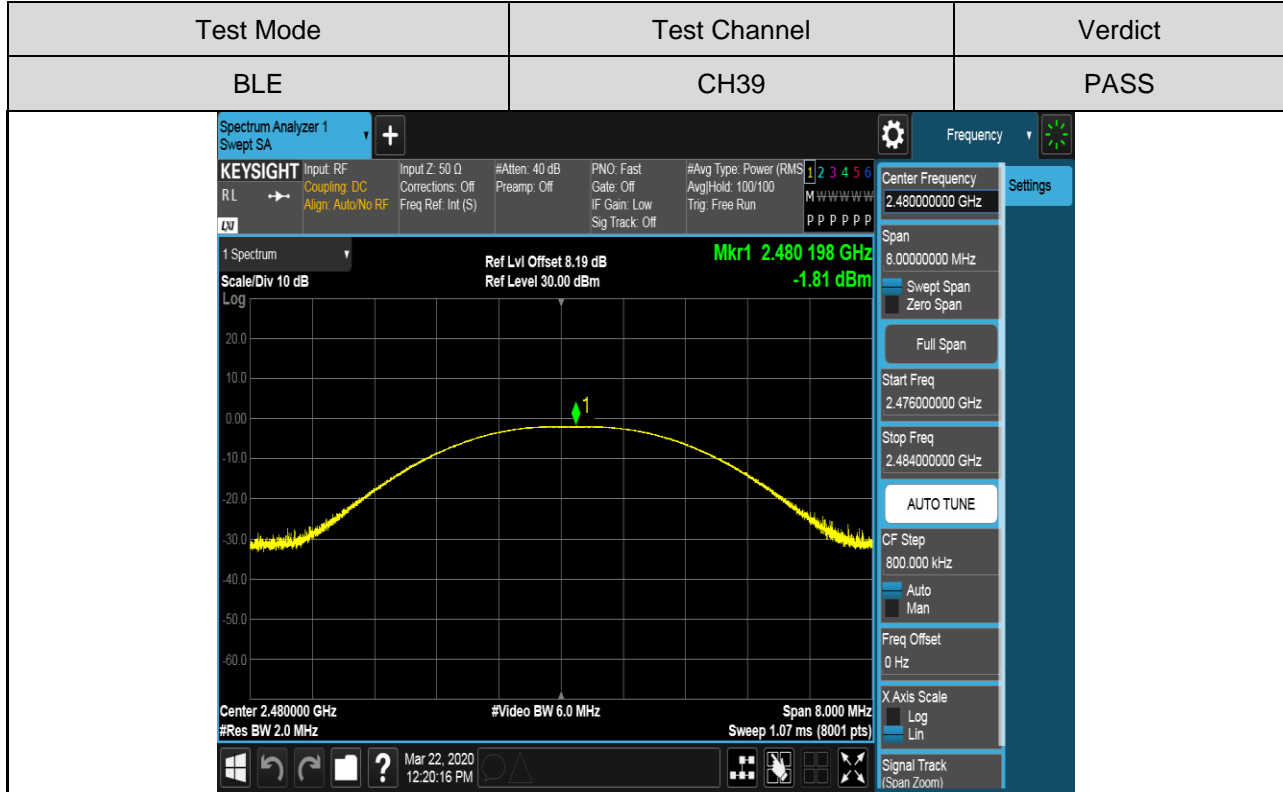 Test Mode Test Channel Verdict
BLE CH39 PASS
Spectrum Analyzer 1
Swept SA
+
Frequency
KEYSIGHT
R L
LXI
Input: RF
Coupling: DC
Align: Auto/No RF
Input Z: 50 Ω
Corrections: Off
Freq Ref: Int (S)
#Atten: 40 dB
Preamp: Off
PNO: Fast
Gate: Off
IF Gain: Low
Sig Track: Off
#Avg Type: Power (RMS
Avg|Hold: 100/100
Trig: Free Run
1 2 3 4 5 6
M W W W W W
P P P P P P
1 Spectrum
Scale/Div 10 dB
Log
Ref Lvl Offset 8.19 dB
Ref Level 30.00 dBm
Mkr1 2.480 198 GHz
-1.81 dBm
20.0
10.0
0.00
-10.0
-20.0
-30.0
-40.0
-50.0
-60.0
1
Center 2.480000 GHz
#Res BW 2.0 MHz
#Video BW 6.0 MHz
Span 8.000 MHz
Sweep 1.07 ms (8001 pts)
?
Mar 22, 2020
12:20:16 PM
Center Frequency
2.480000000 GHz
Settings
Span
8.00000000 MHz
Swept Span
Zero Span
Full Span
Start Freq
2.476000000 GHz
Stop Freq
2.484000000 GHz
AUTO TUNE
CF Step
800.000 kHz
Auto
Man
Freq Offset
0 Hz
X Axis Scale
Log
Lin
Signal Track
(Span Zoom)